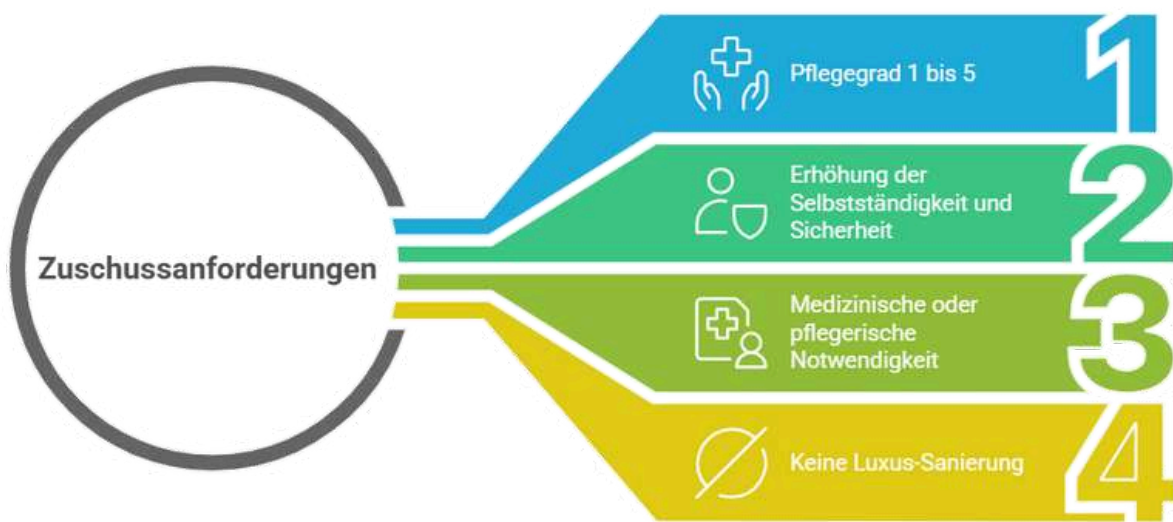 Zuschussanforderungen
Pflegegrad 1 bis 5
1
Erhöhung der
Selbstständigkeit und
Sicherheit
2
Medizinische oder
pflegerische
Notwendigkeit
3
Keine Luxus-Sanierung
4